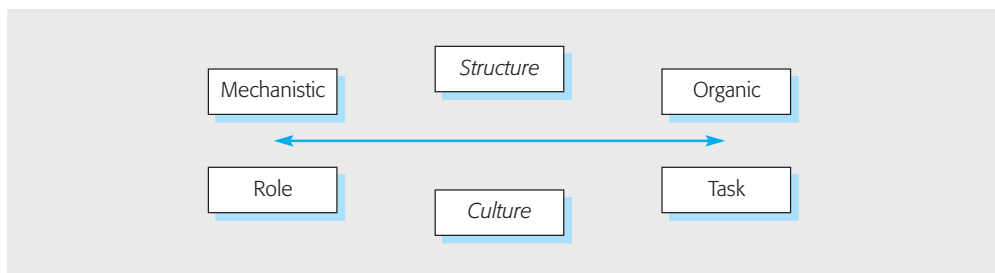 Structure
Mechanistic
Organic
Role
Task
Culture